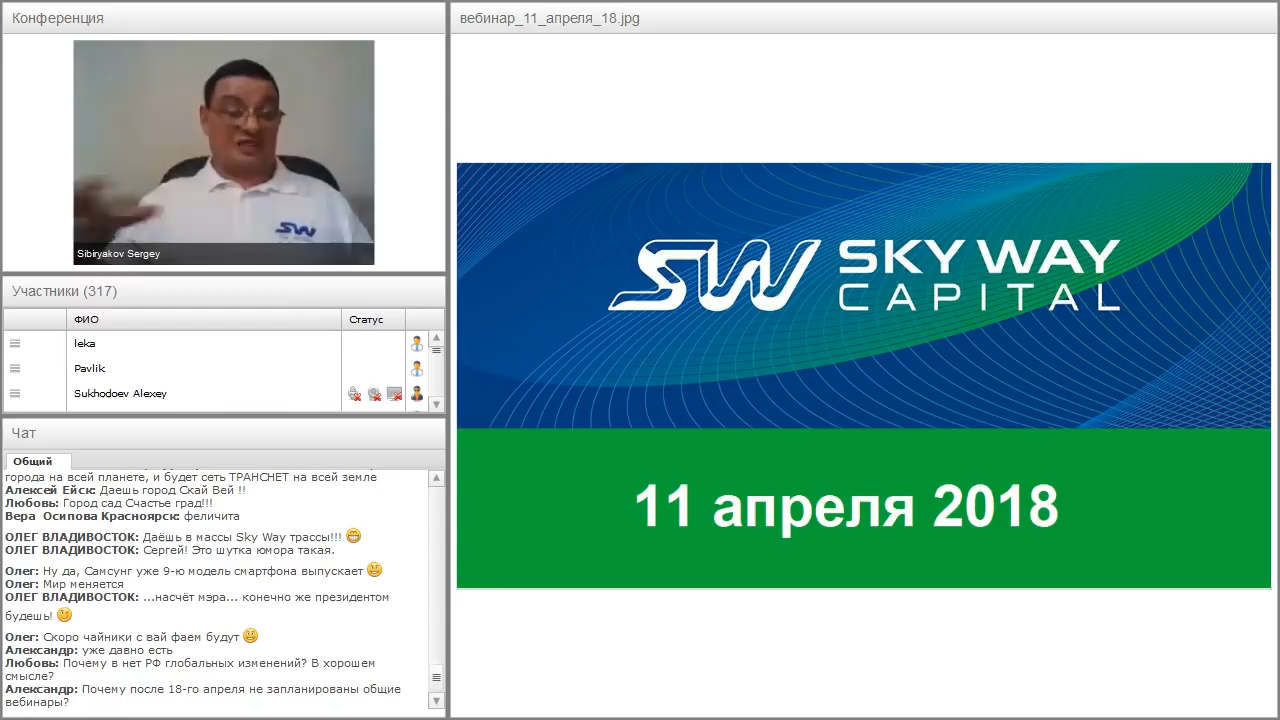 Конференция
Sibiryakov Sergey
SW
Участники (317)
ФИО
Статус
leka
Pavlik
Sukhodoev Alexey
Чат
Общий
города на всей планете, и будет сеть ТРАНСНЕТ на всей земле
Алексей Ейск: Даешь город Скай Вей !!
Любовь: Город сад Счастье град!!!
Вера Осипова Красноярск: феличита
ОЛЕГ ВЛАДИВОСТОК: Даёшь в массы Sky Way трассы!!!
ОЛЕГ ВЛАДИВОСТОК: Сергей! Это шутка юмора такая.
Олег: Ну да, Самсунг уже 9-ю модель смартфона выпускает
Олег: Мир меняется
ОЛЕГ ВЛАДИВОСТОК: ...насчёт мэра... конечно же президентом
будешь!
Олег: Скоро чайники с вай фаем будут
Александр: уже давно есть
Любовь: Почему в нет РФ глобальных изменений? В хорошем
смысле?
Александр: Почему после 18-го апреля не запланированы общие
вебинары?
вебинар_11_апреля_18.jpg
SW SKY WAY
CAPITAL
11 апреля 2018